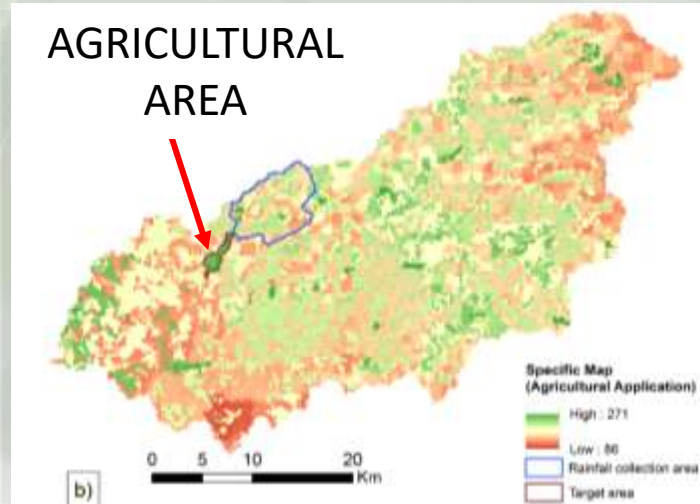 AGRICULTURAL
AREA
Specific Map
(Agricultural Application)
High : 271
Low : 86
Rainfall collection area
Target area
0 5 10 20
Km
b)